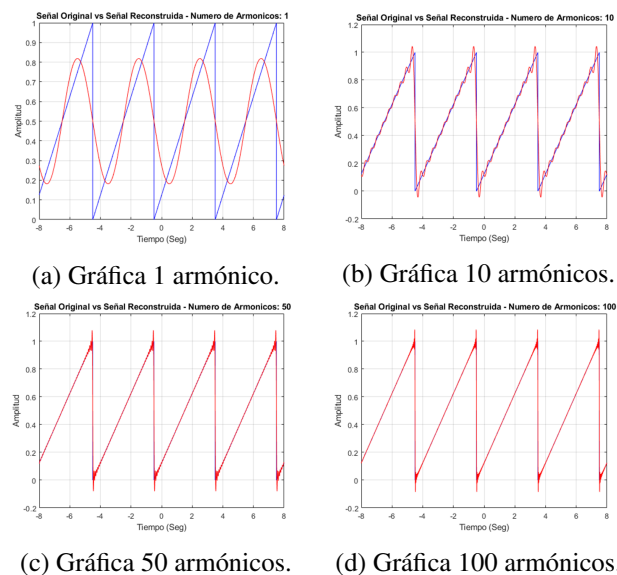 Señal Original vs Señal Reconstruida - Numero de Armonicos: 1
1
0.9
0.8
0.7
0.6
0.5
0.4
0.3
0.2
0.1
0
Amplitud
-8 -6 -4 -2 0 2 4 6 8
Tiempo (Seg)
(a) Gráfica 1 armónico.
Señal Original vs Señal Reconstruida - Numero de Armonicos: 10
1.2
1
0.8
0.6
0.4
0.2
0
-0.2
Amplitud
-8 -6 -4 -2 0 2 4 6 8
Tiempo (Seg)
(b) Gráfica 10 armónicos.
Señal Original vs Señal Reconstruida - Numero de Armonicos: 50
1.2
1
0.8
0.6
0.4
0.2
0
-0.2
Amplitud
-8 -6 -4 -2 0 2 4 6 8
Tiempo (Seg)
(c) Gráfica 50 armónicos.
Señal Original vs Señal Reconstruida - Numero de Armonicos: 100
1.2
1
0.8
0.6
0.4
0.2
0
-0.2
Amplitud
-8 -6 -4 -2 0 2 4 6 8
Tiempo (Seg)
(d) Gráfica 100 armónicos.